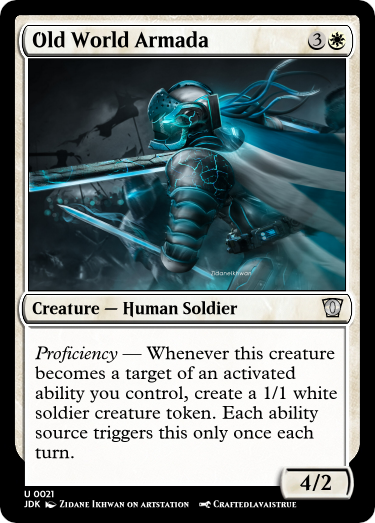 Old World Armada 3
Zidaneikhwan
Creature — Human Soldier
Proficiency — Whenever this creature
becomes a target of an activated
ability you control, create a 1/1 white
soldier creature token. Each ability
source triggers this only once each
turn.
4/2
U 0021
JDK Zidane Ikhwan on artstation Craftedlavaistrue